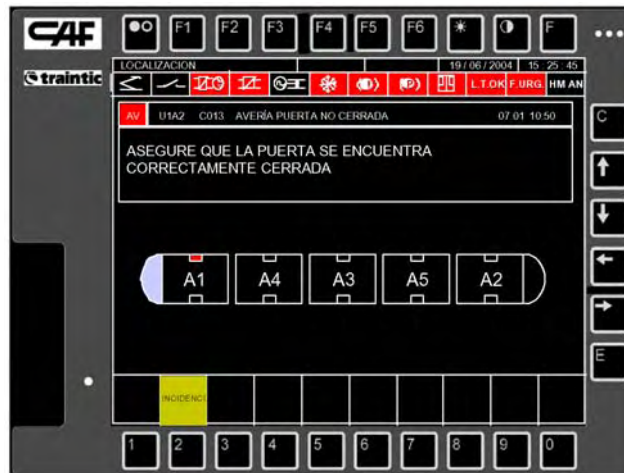 CAF
F1 F2 F3 F4 F5 F6 F
traintic
LOCALIZACION 19/06/2004 15:25:45
L.T.OK F.URG. HM AN
AV U1A2 C013 AVERÍA PUERTA NO CERRADA 07 01 10:50
ASEGURE QUE LA PUERTA SE ENCUENTRA
CORRECTAMENTE CERRADA
A1 A4 A3 A5 A2
C
E
INCIDENCI
1 2 3 4 5 6 7 8 9 0